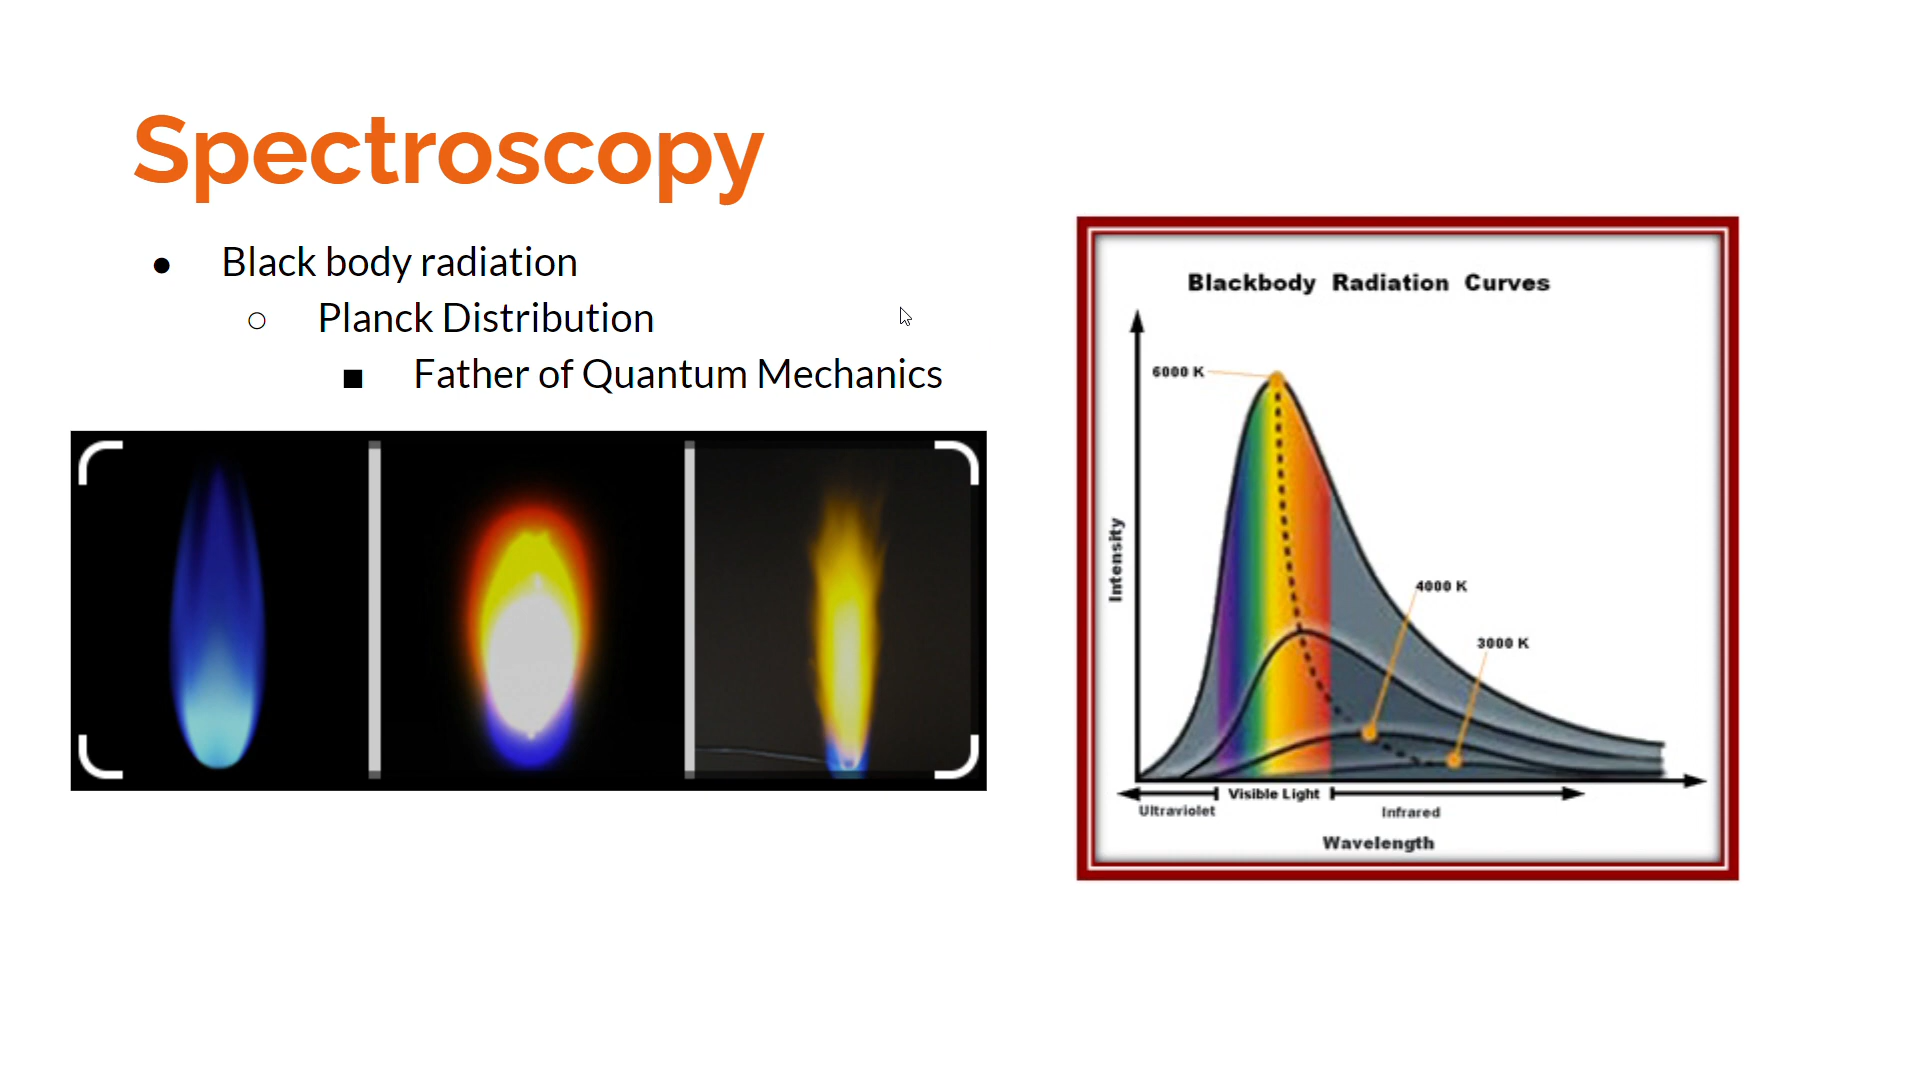 Spectroscopy
● Black body radiation
○ Planck Distribution
■ Father of Quantum Mechanics
Blackbody Radiation Curves
6000 K
4000 K
3000 K
Intensity
Visible Light
Ultraviolet
Infrared
Wavelength